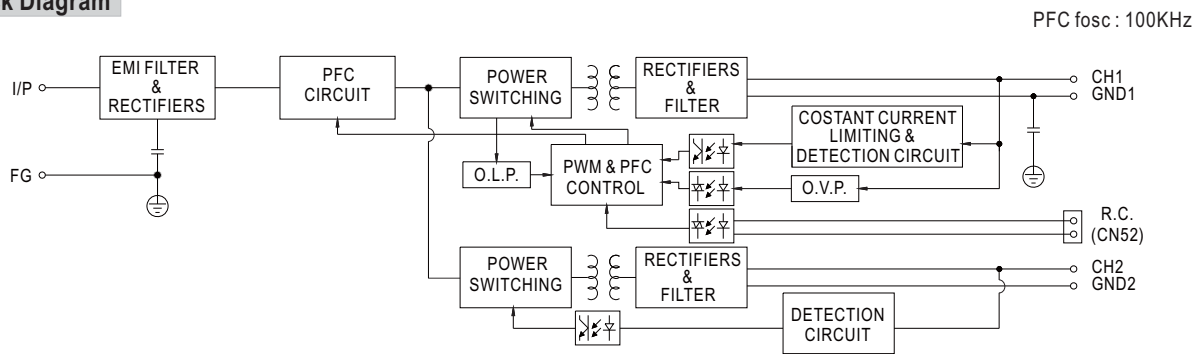 k Diagram
PFC fosc : 100KHz
I/P
EMI FILTER
&
RECTIFIERS
PFC
CIRCUIT
POWER
SWITCHING
RECTIFIERS
&
FILTER
CH1
GND1
COSTANT CURRENT
LIMITING &
DETECTION CIRCUIT
FG
O.L.P.
PWM & PFC
CONTROL
O.V.P.
R.C.
(CN52)
POWER
SWITCHING
RECTIFIERS
&
FILTER
CH2
GND2
DETECTION
CIRCUIT